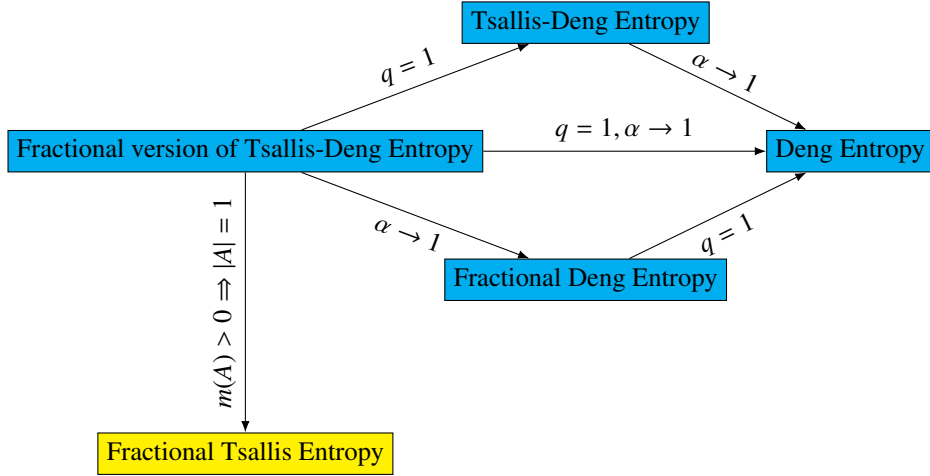 Tsallis-Deng Entropy
q = 1
α → 1
Fractional version of Tsallis-Deng Entropy
q = 1, α → 1
Deng Entropy
α → 1
q = 1
Fractional Deng Entropy
m(A) > 0 ⇒ |A| = 1
Fractional Tsallis Entropy